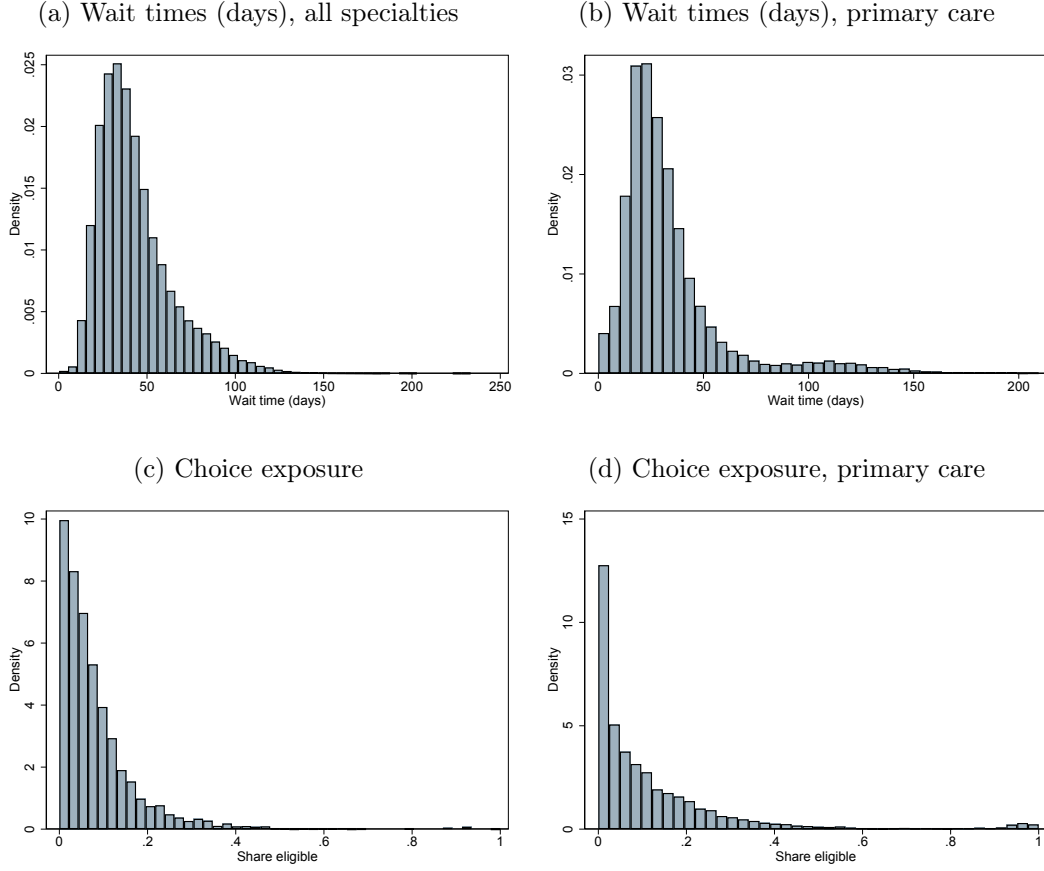 (a) Wait times (days), all specialties
(b) Wait times (days), primary care
Density
0 .005 .01 .015 .02 .025
0 50 100 150 200 250
Wait time (days)
Density
0 .01 .02 .03
0 50 100 150 200
Wait time (days)
(c) Choice exposure
(d) Choice exposure, primary care
Density
0 2 4 6 8 10
0 .2 .4 .6 .8 1
Share eligible
Density
0 5 10 15
0 .2 .4 .6 .8 1
Share eligible